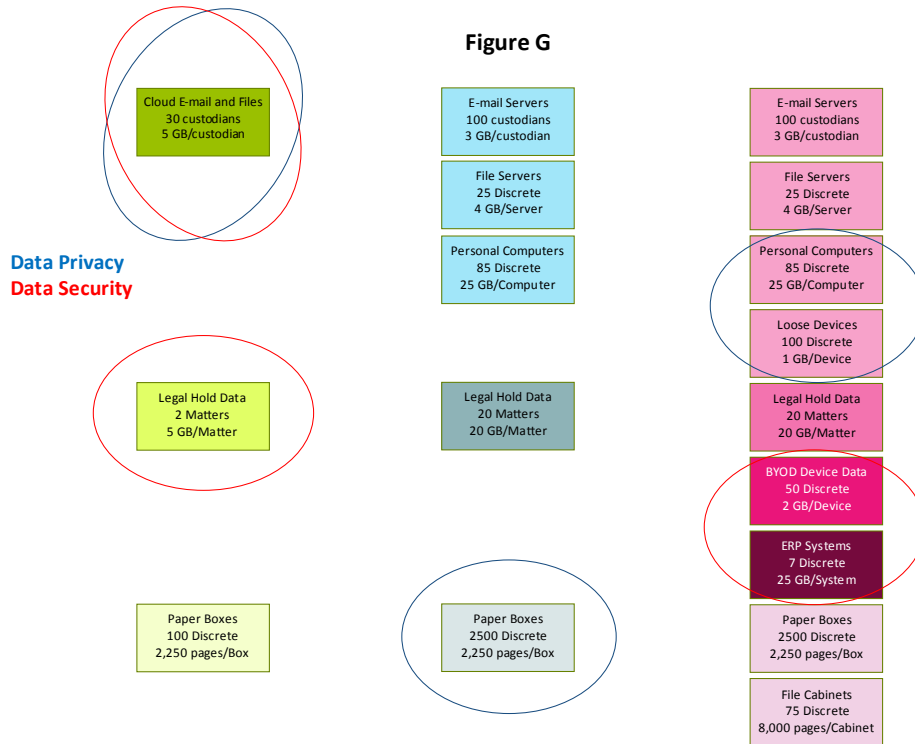 Figure G
Cloud E-mail and Files
30 custodians
5 GB/custodian
E-mail Servers
100 custodians
3 GB/custodian
E-mail Servers
100 custodians
3 GB/custodian
File Servers
25 Discrete
4 GB/Server
File Servers
25 Discrete
4 GB/Server
Data Privacy
Data Security
Personal Computers
85 Discrete
25 GB/Computer
Personal Computers
85 Discrete
25 GB/Computer
Loose Devices
100 Discrete
1 GB/Device
Legal Hold Data
2 Matters
5 GB/Matter
Legal Hold Data
20 Matters
20 GB/Matter
Legal Hold Data
20 Matters
20 GB/Matter
BYOD Device Data
50 Discrete
2 GB/Device
ERP Systems
7 Discrete
25 GB/System
Paper Boxes
100 Discrete
2,250 pages/Box
Paper Boxes
2500 Discrete
2,250 pages/Box
Paper Boxes
2500 Discrete
2,250 pages/Box
File Cabinets
75 Discrete
8,000 pages/Cabinet